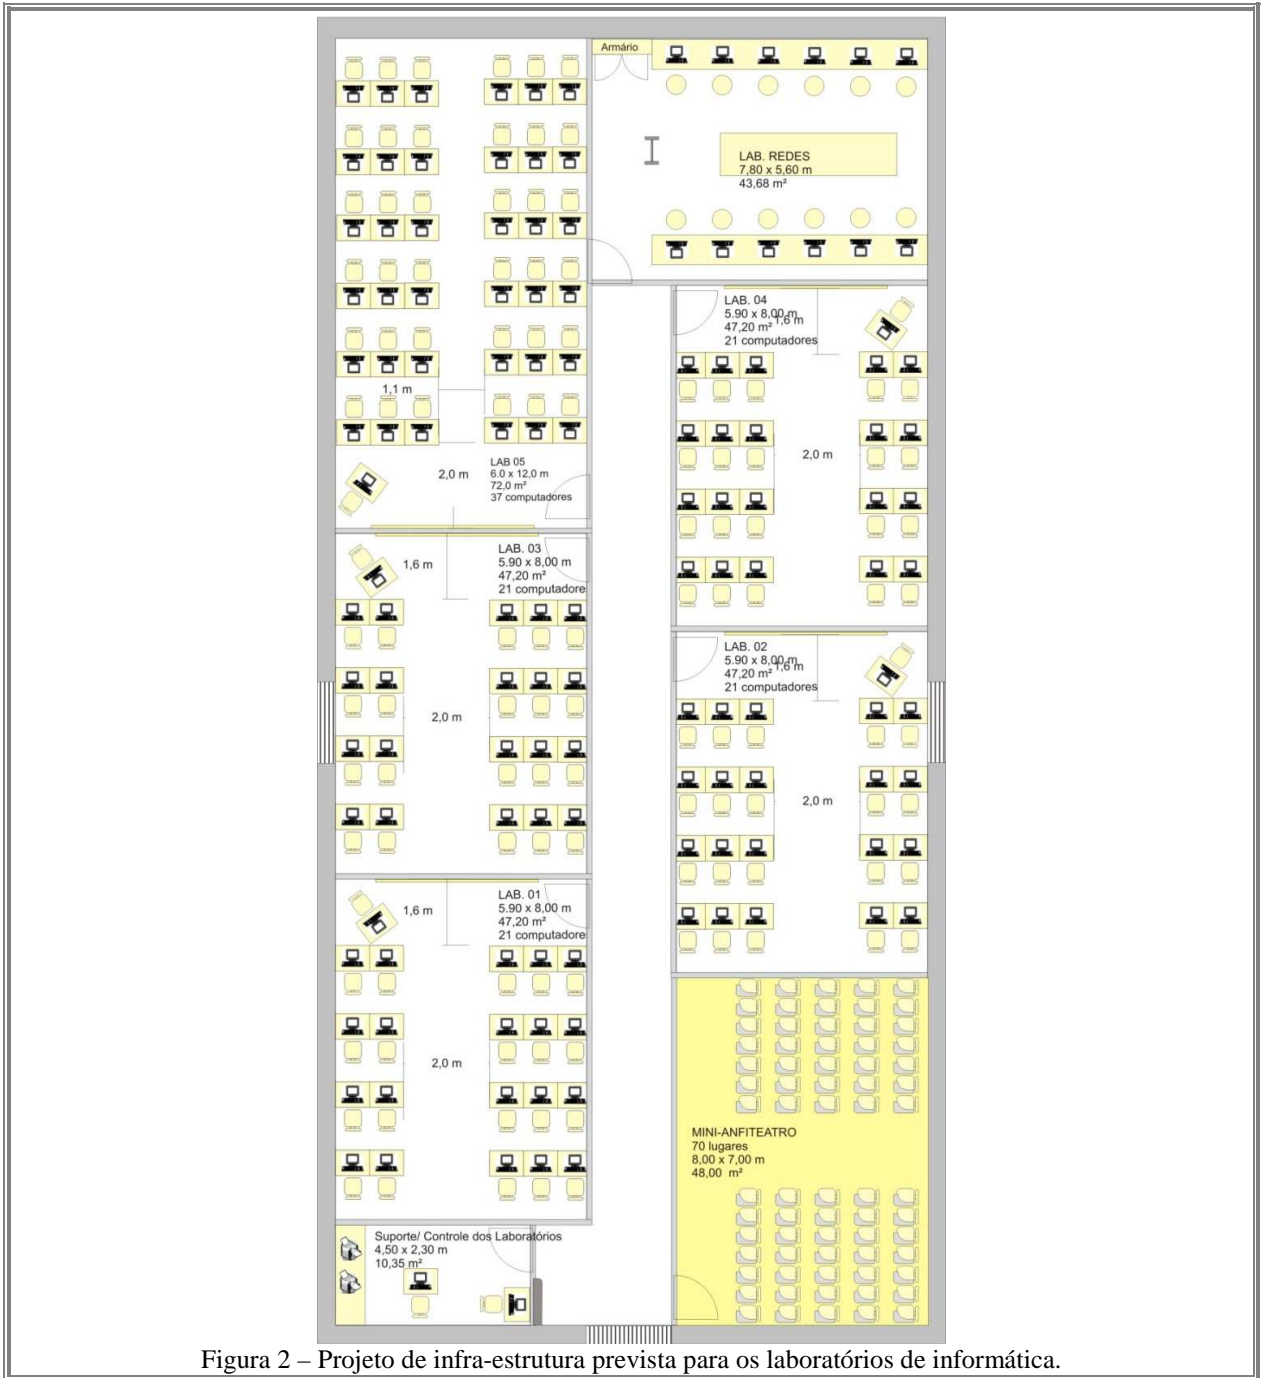 Armário
LAB. REDES
7,80 x 5,60 m
43,68 m²
LAB. 04
5.90 x 8,00 m
47,20 m²
1,6 m
21 computadores
1,1 m
2,0 m
2,0 m
LAB 05
6.0 x 12,0 m
72,0 m²
37 computadores
LAB. 03
5.90 x 8,00 m
47,20 m²
21 computadore
1,6 m
2,0 m
LAB. 02
5.90 x 8,00 m
47,20 m²
1,6 m
21 computadores
2,0 m
LAB. 01
5.90 x 8,00 m
47,20 m²
21 computadore
1,6 m
2,0 m
MINI-ANFITEATRO
70 lugares
8,00 x 7,00 m
48,00 m²
Suporte/ Controle dos Laboratórios
4,50 x 2,30 m
10,35 m²
Figura 2 – Projeto de infra-estrutura prevista para os laboratórios de informática.